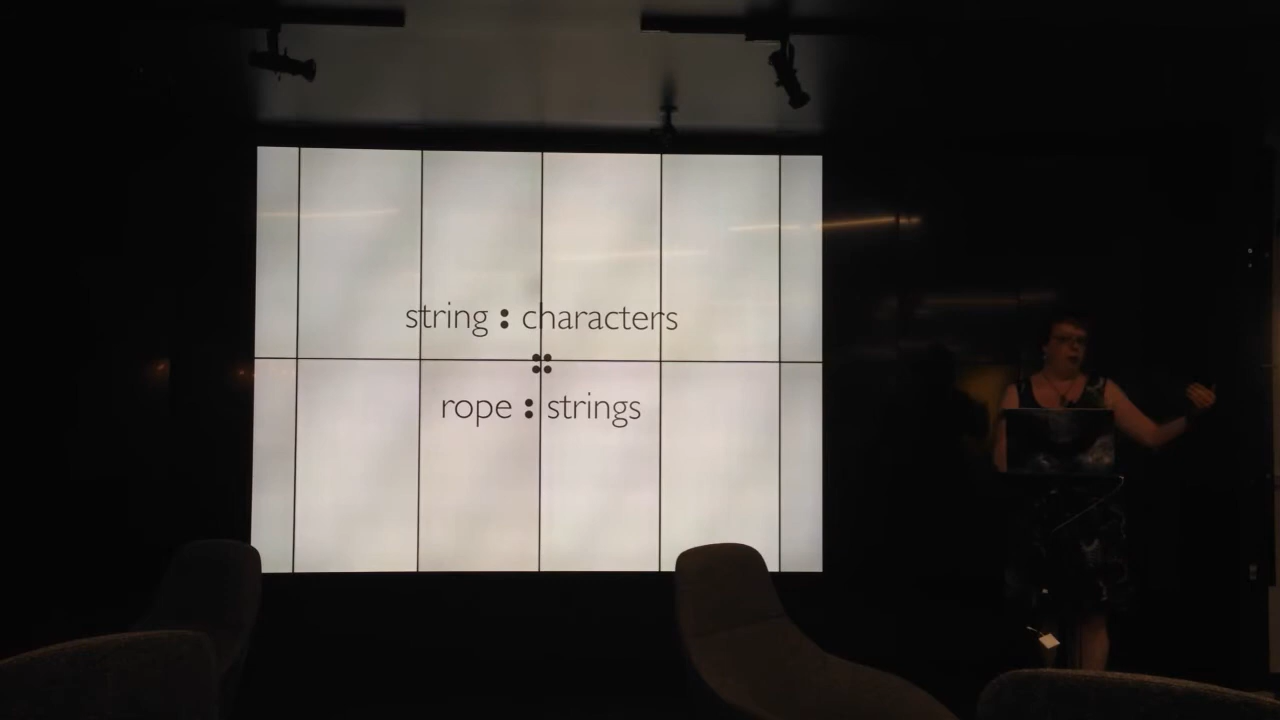 string : characters
::
rope : strings